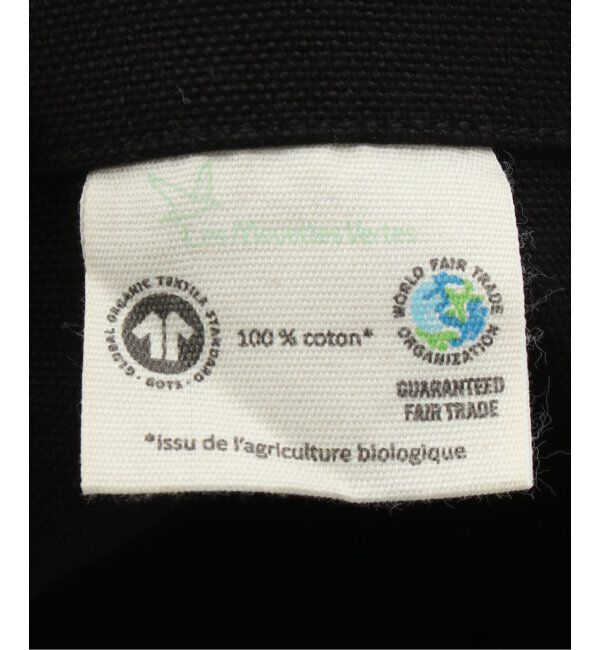 Les Mouettes Vertes
GLOBAL ORGANIC TEXTILE STANDARD
· GOTS ·
100 % coton*
WORLD FAIR TRADE
ORGANIZATION
GUARANTEED
FAIR TRADE
*issu de l'agriculture biologique